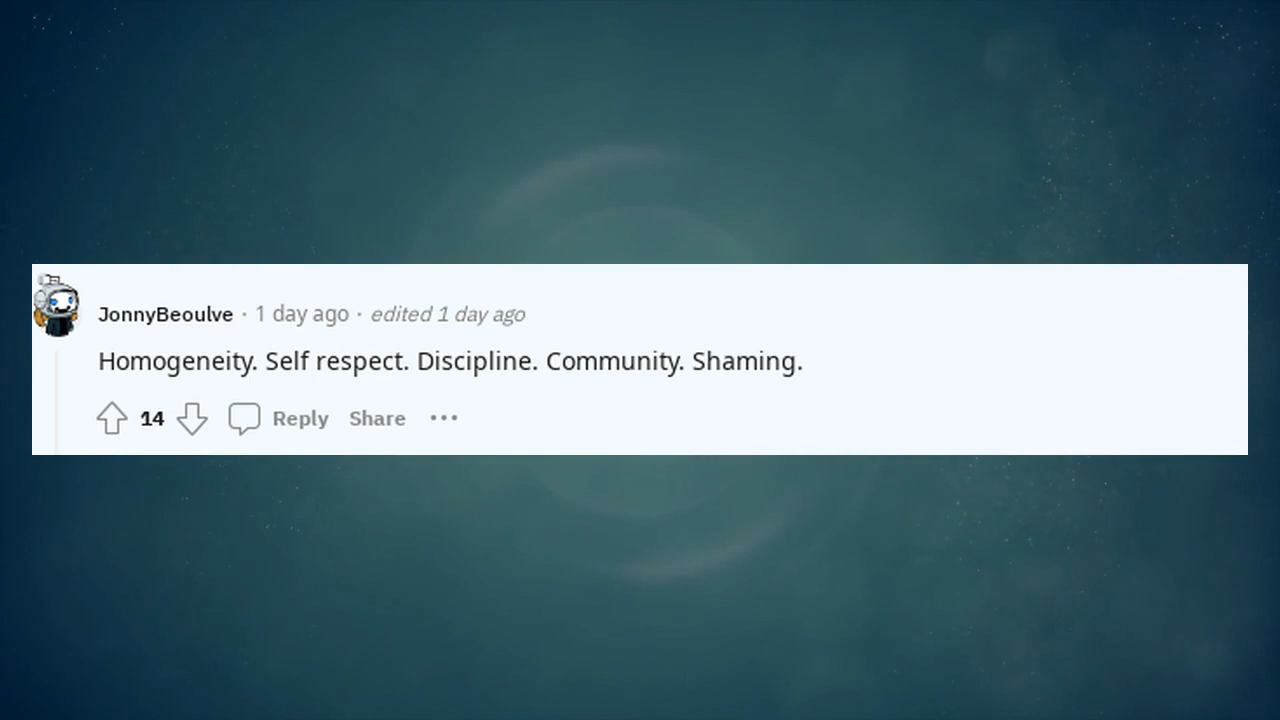 JonnyBeoulve · 1 day ago · edited 1 day ago
Homogeneity. Self respect. Discipline. Community. Shaming.
14 Reply Share ···